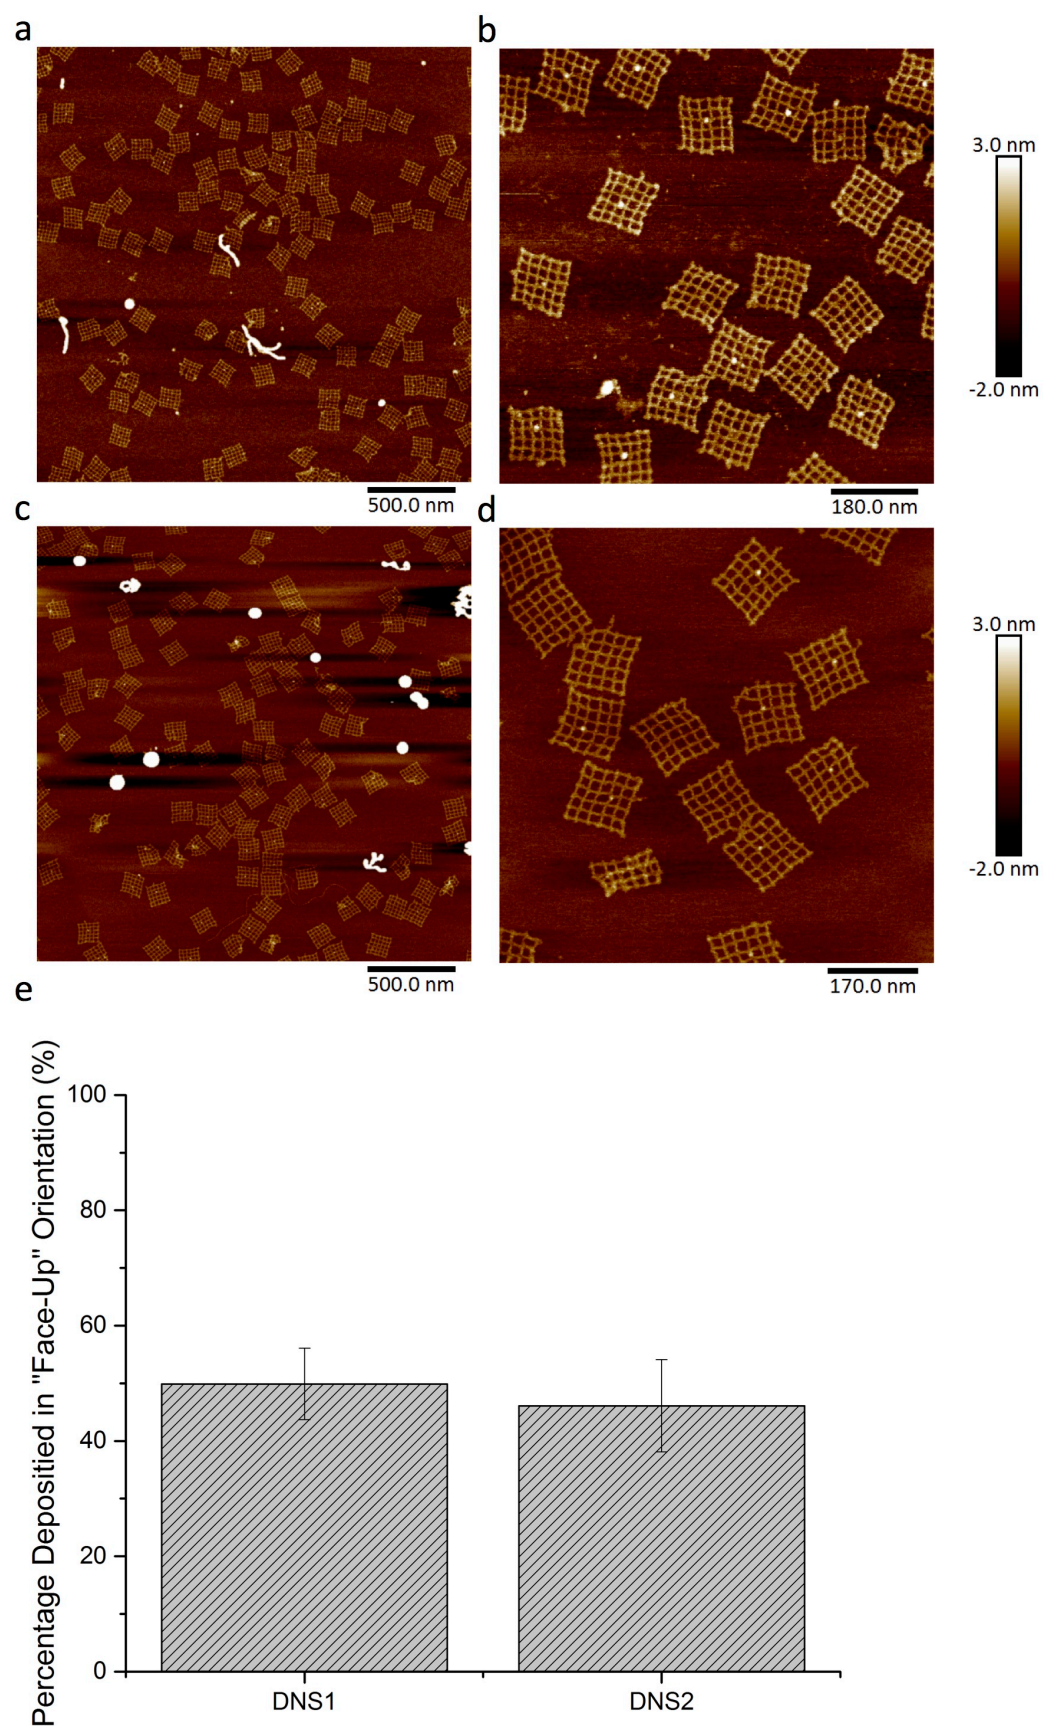 a
b
3.0 nm
-2.0 nm
500.0 nm
180.0 nm
c
d
3.0 nm
-2.0 nm
500.0 nm
170.0 nm
e
Percentage Depositied in "Face-Up" Orientation (%)
100
80
60
40
20
0
DNS1
DNS2